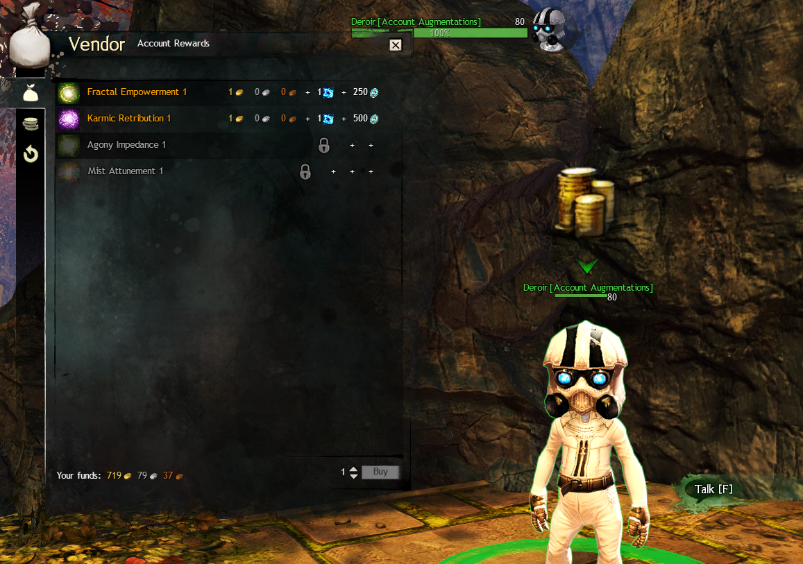 Deroir [Account Augmentations] 80
100%
Vendor Account Rewards
Fractal Empowerment 1 1 0 0 + 1 + 250
Karmic Retribution 1 1 0 0 + 1 + 500
Agony Impedance 1 + +
Mist Attunement 1 + + +
Deroir [Account Augmentations]
80
Your funds: 719 79 37
1 Buy
Talk [F]